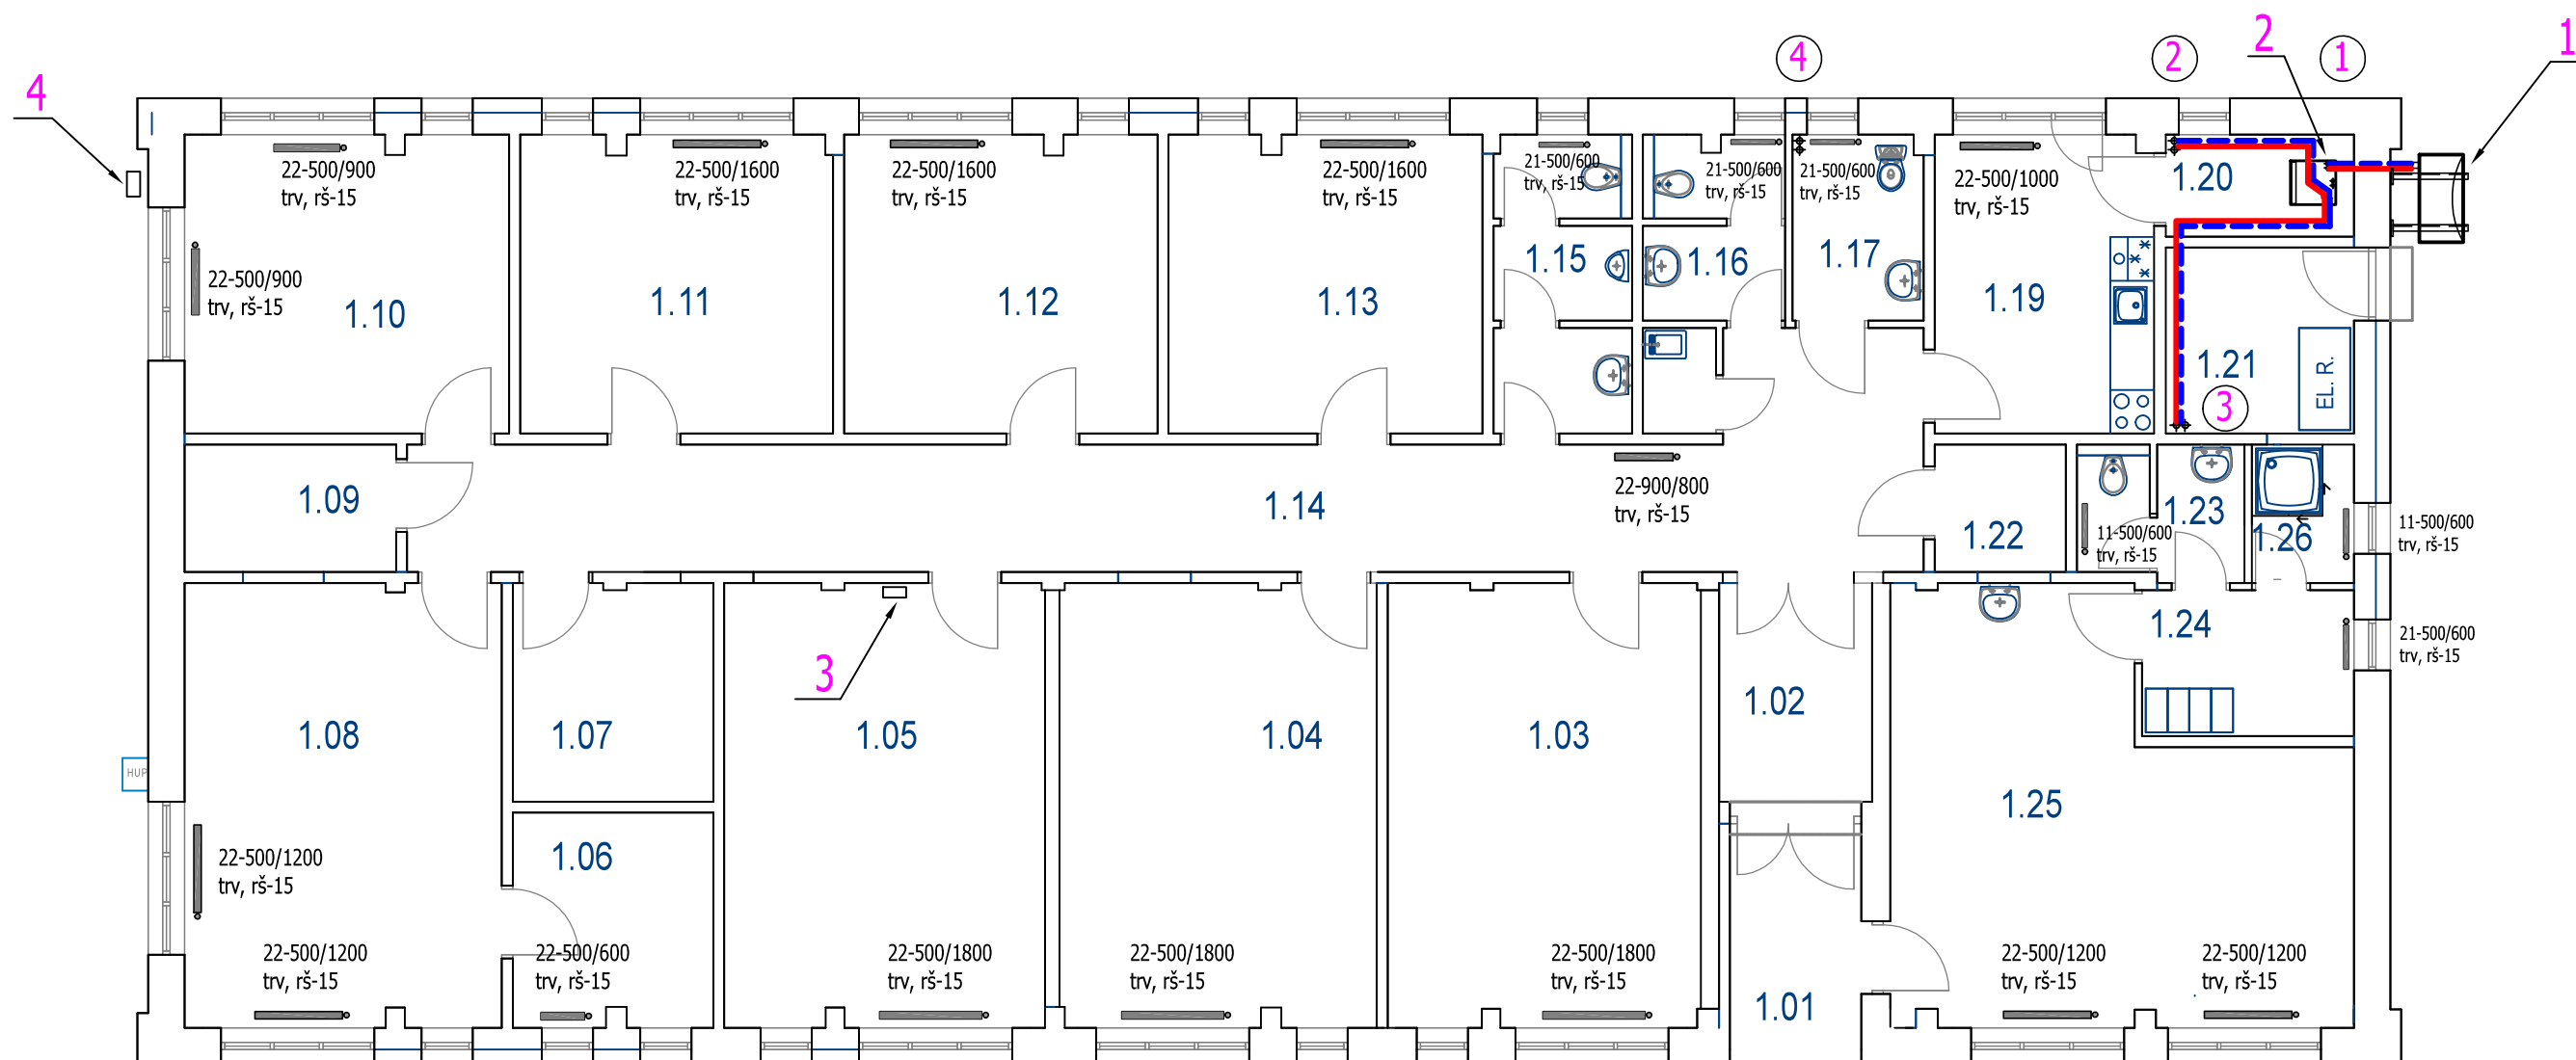 4
2
1
2
1
4
22-500/900
trv, rš-15
22-500/1600
trv, rš-15
22-500/1600
trv, rš-15
22-500/1600
trv, rš-15
21-500/600
trv, rš-15
21-500/600
trv, rš-15
21-500/600
trv, rš-15
22-500/1000
trv, rš-15
1.20
22-500/900
trv, rš-15
1.10
1.11
1.12
1.13
1.15
1.16
1.17
1.19
1.21
EL. R.
3
1.09
1.14
22-900/800
trv, rš-15
1.22
11-500/600
trv, rš-15
1.23
1.26
11-500/600
trv, rš-15
1.24
21-500/600
trv, rš-15
3
1.08
1.07
1.05
1.04
1.03
1.02
HUP
1.25
22-500/1200
trv, rš-15
1.06
22-500/1200
trv, rš-15
22-500/600
trv, rš-15
22-500/1800
trv, rš-15
22-500/1800
trv, rš-15
22-500/1800
trv, rš-15
1.01
22-500/1200
trv, rš-15
22-500/1200
trv, rš-15